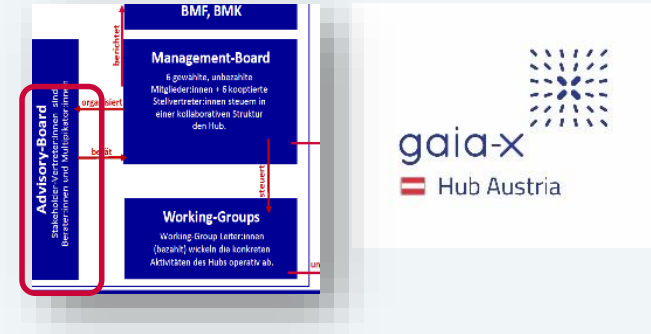 BMF, BMK
berichtet
Management-Board
6 gewählte, unbezahlte
Mitglieder:innen + 6 kooptierte
Stellvertreter:innen steuern in
einer kollaborativen Struktur
den Hub.
organisiert
berät
Advisory-Board
Stakeholder-Vertreter:innen sind
Berater:innen und Multiplikator:innen
steuert
Working-Groups
Working-Group Leiter:innen
(bezahlt) wickeln die konkreten
Aktivitäten des Hubs operativ ab.
un
gaia-x
Hub Austria